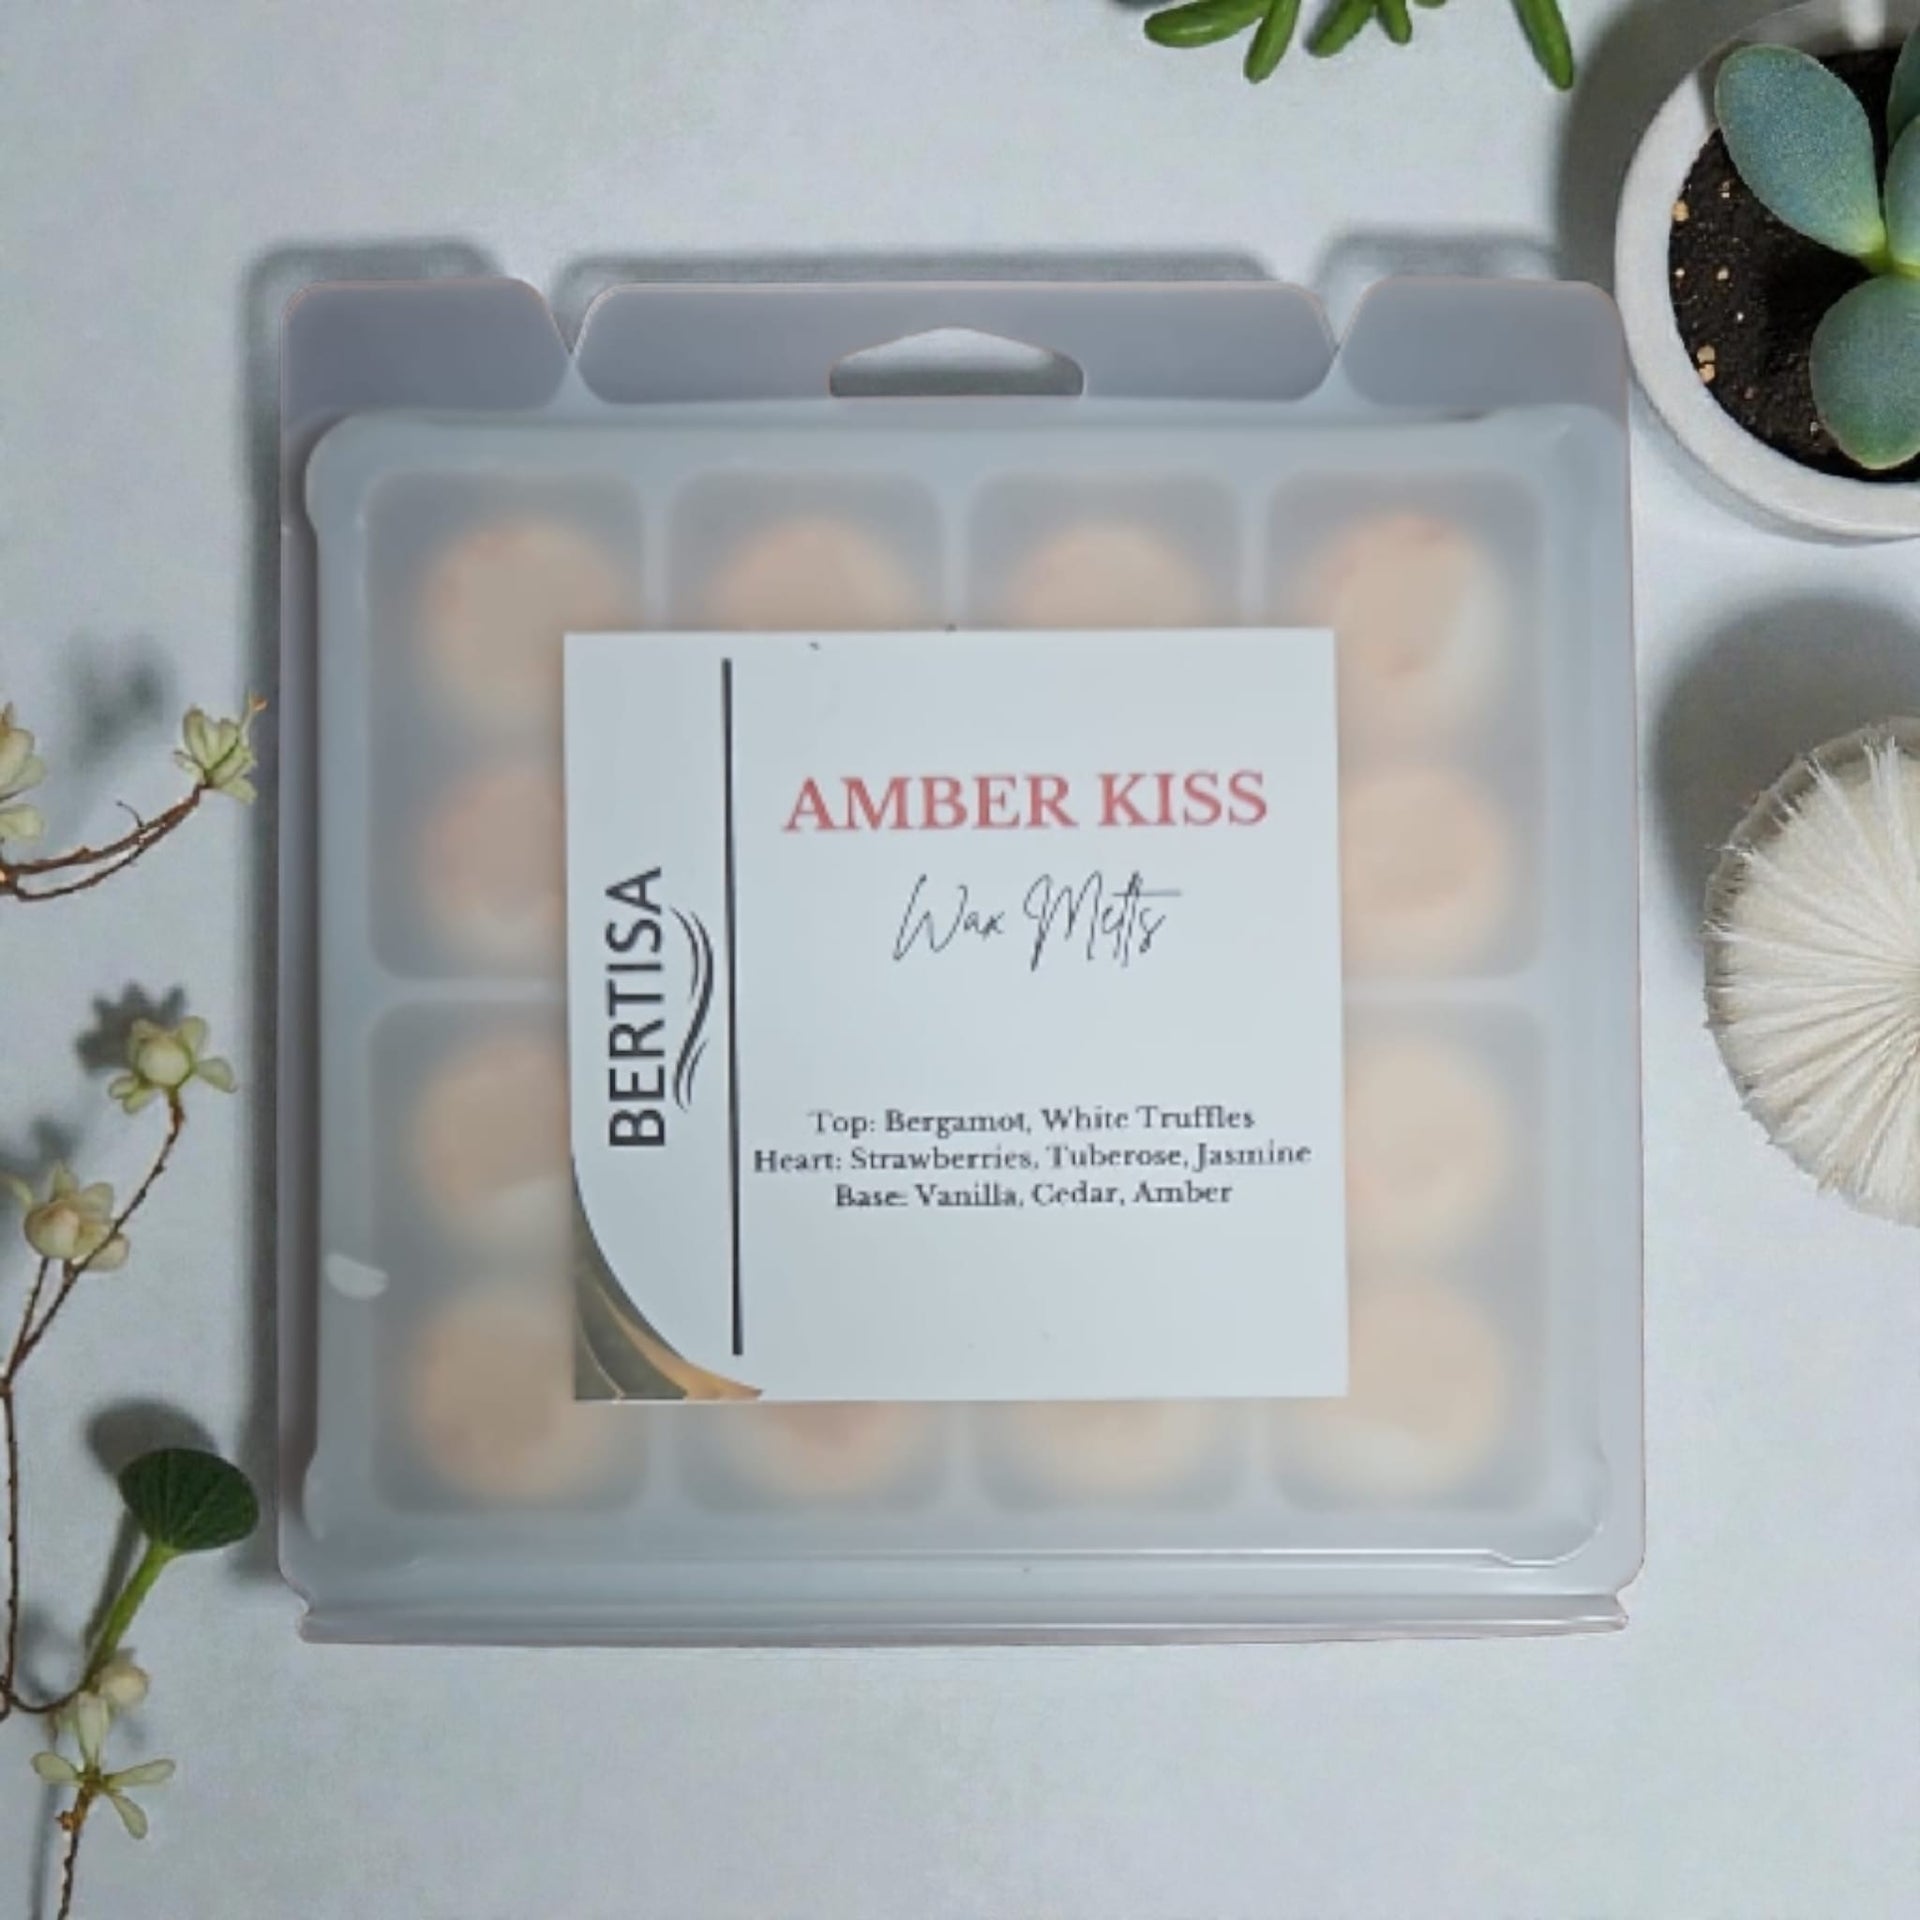 BERTISA
AMBER KISS
Wax Melts
Top: Bergamot, White Truffles
Heart: Strawberries, Tuberose, Jasmine
Base: Vanilla, Cedar, Amber